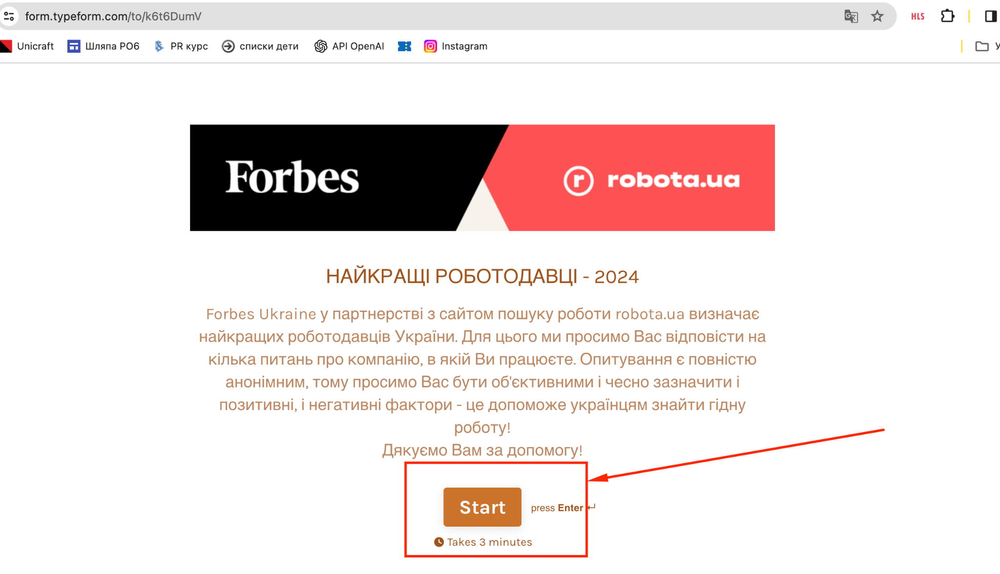 form.typeform.com/to/k6t6DumV
HLS
Unicraft
Шляпа РО6
PR курс
списки дети
API OpenAI
Instagram
Forbes
r robota.ua
НАЙКРАЩІ РОБОТОДАВЦІ - 2024
Forbes Ukraine у партнерстві з сайтом пошуку роботи robota.ua визначає
найкращих роботодавців України. Для цього ми просимо Вас відповісти на
кілька питань про компанію, в якій Ви працюєте. Опитування є повністю
анонімним, тому просимо Вас бути об'єктивними і чесно зазначити і
позитивні, і негативні фактори - це допоможе українцям знайти гідну
роботу!
Дякуємо Вам за допомогу!
Start
press Enter ↵
Takes 3 minutes